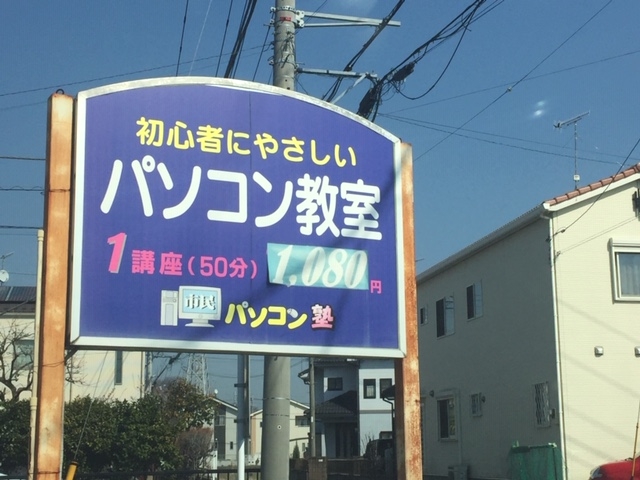 初心者にやさしい
パソコン教室
1講座(50分)1,080円
市民パソコン塾